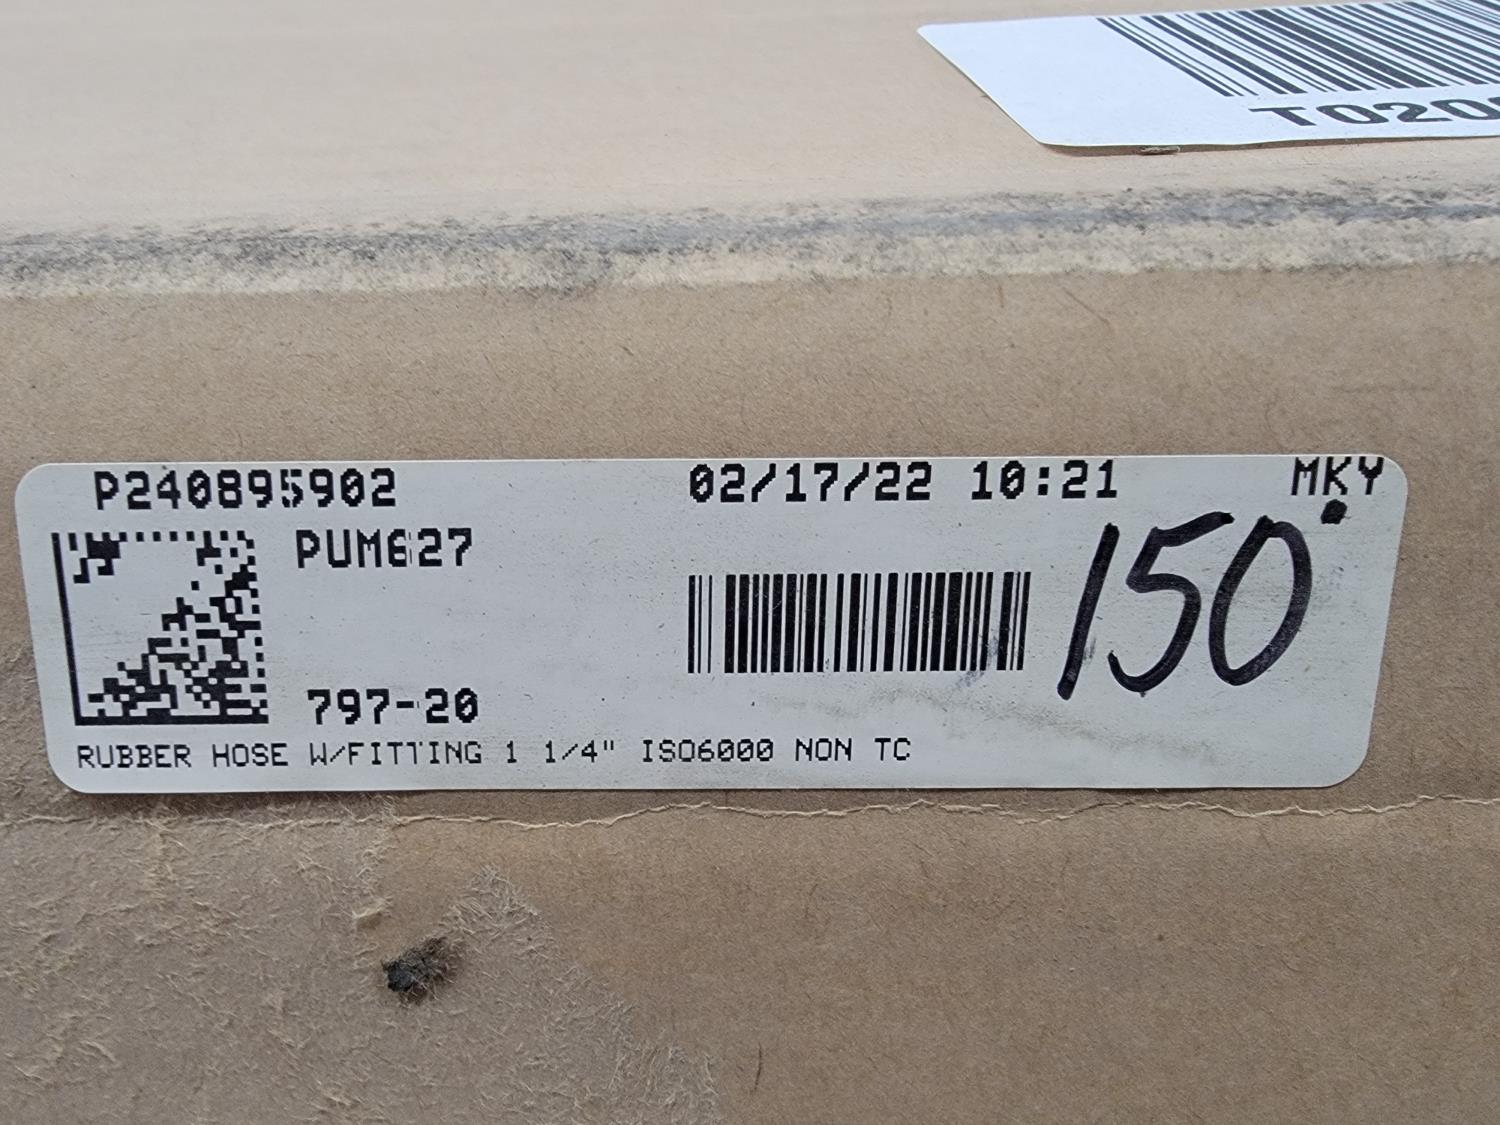 T020
P240895902 02/17/22 10:21 MKY
PUM627
150
797-20
RUBBER HOSE W/FITTING 1 1/4" ISO6000 NON TC